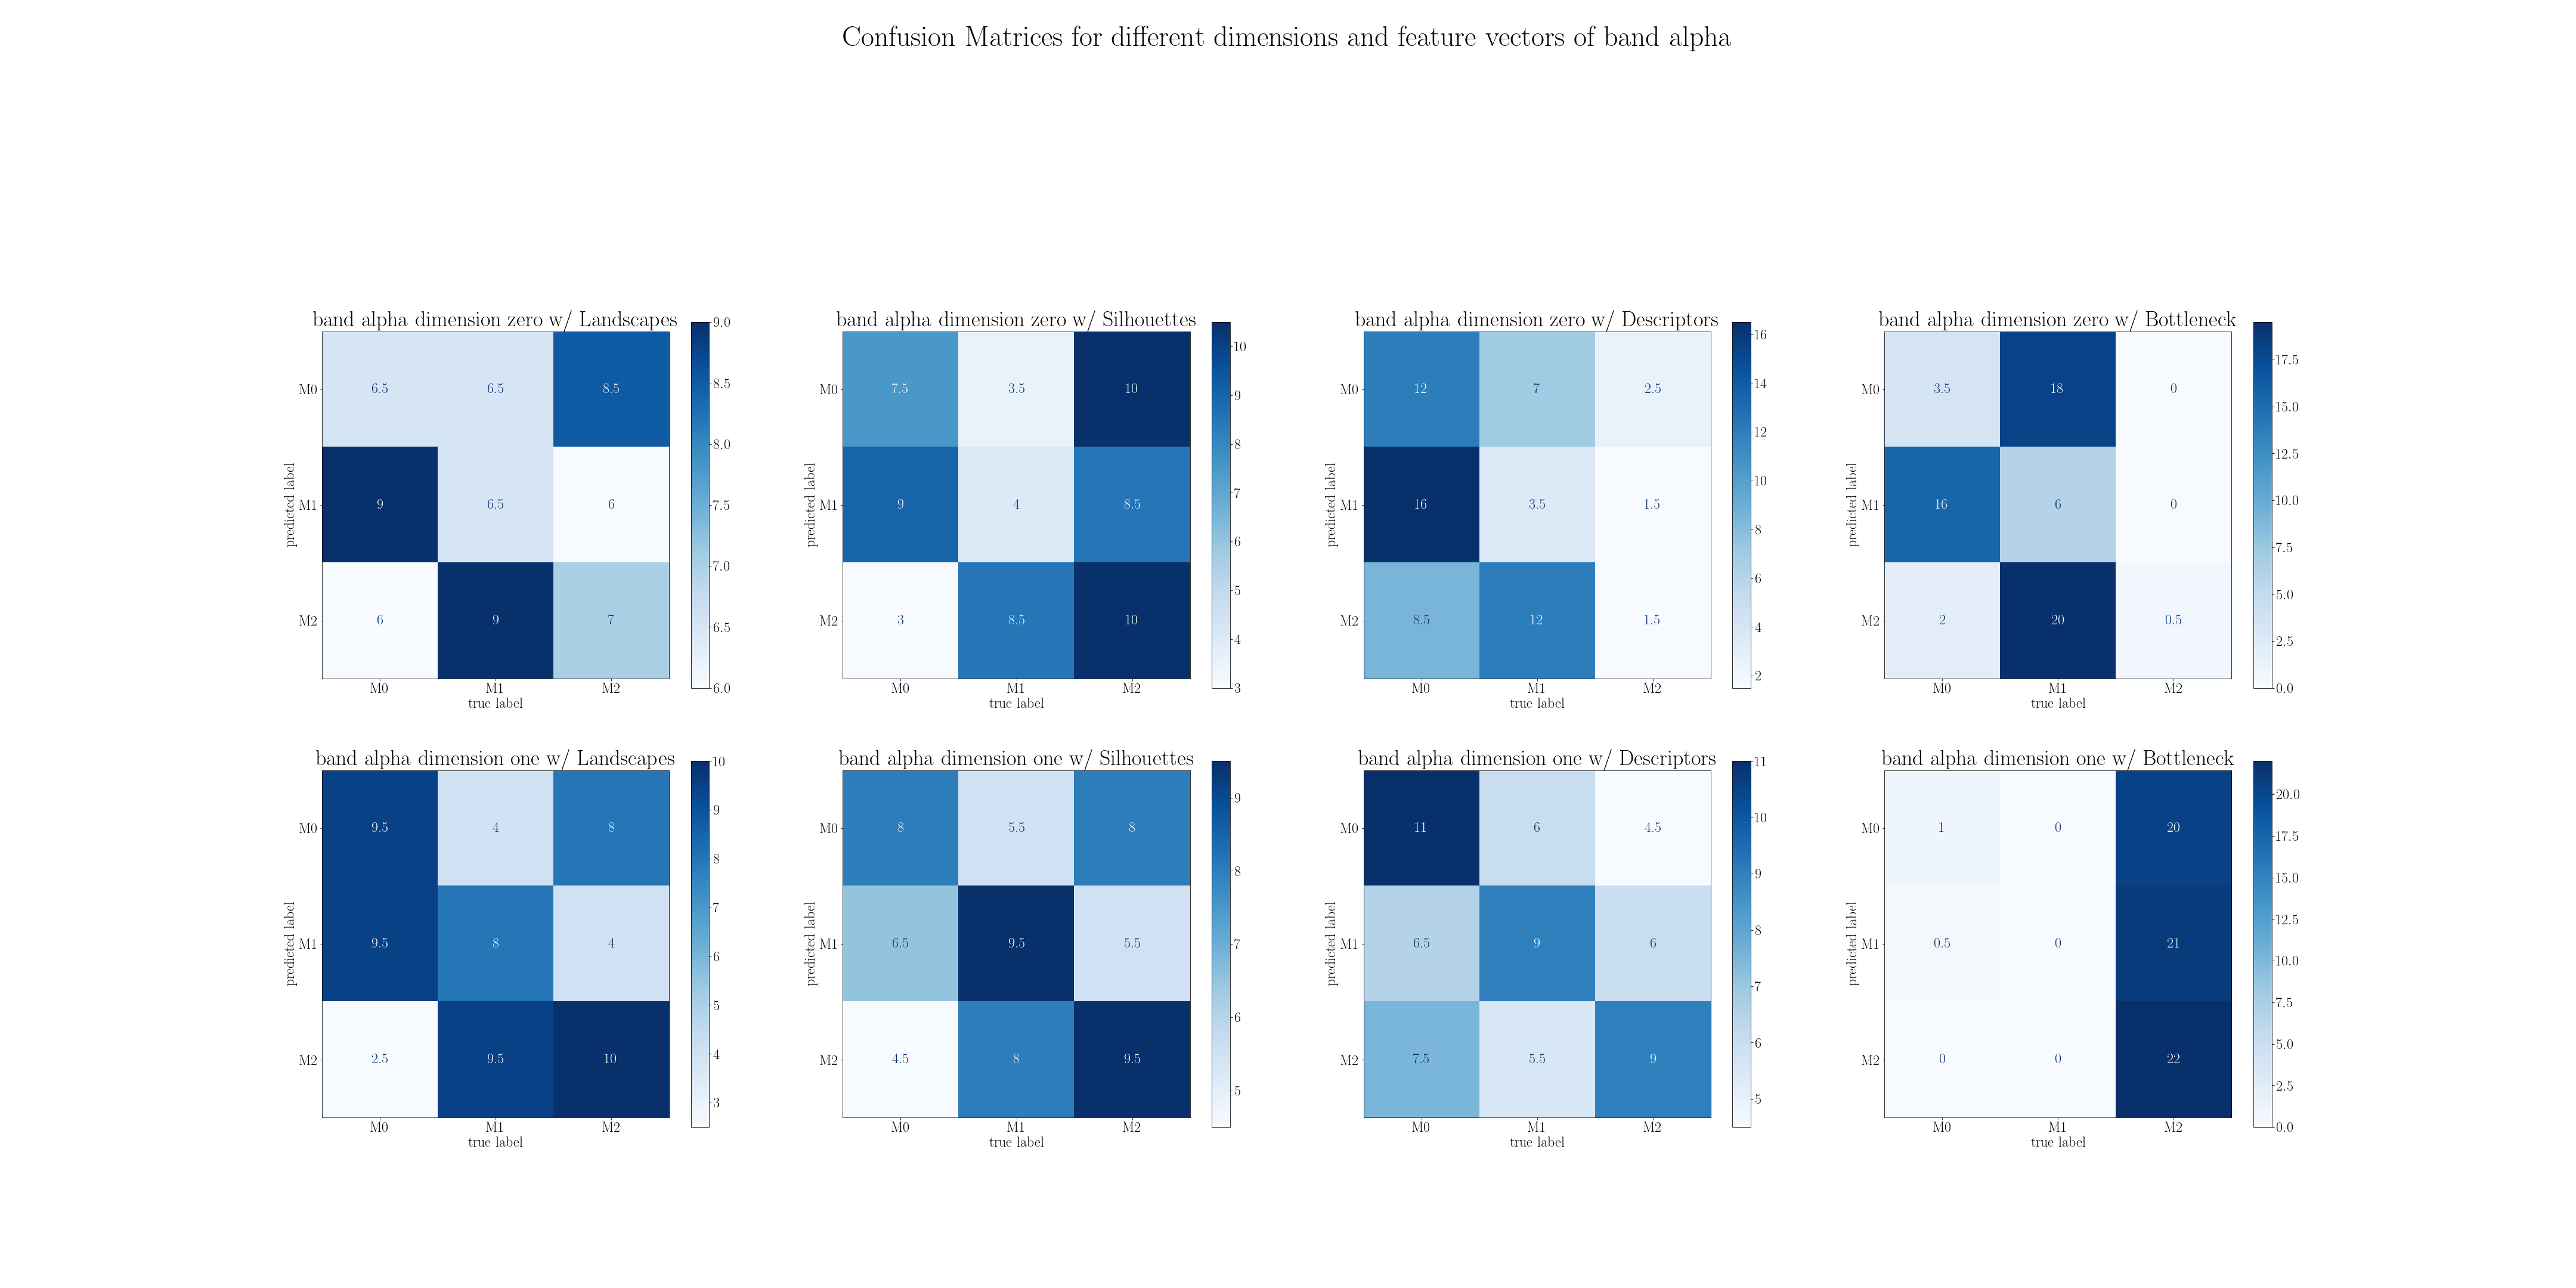 Confusion Matrices for different dimensions and feature vectors of band alpha
band alpha dimension zero w/ Landscapes
predicted label
M0 6.5 6.5 8.5
M1 9 6.5 6
M2 6 9 7
M0 M1 M2
true label
9.0
8.5
8.0
7.5
7.0
6.5
6.0
band alpha dimension zero w/ Silhouettes
predicted label
M0 7.5 3.5 10
M1 9 4 8.5
M2 3 8.5 10
M0 M1 M2
true label
10
9
8
7
6
5
4
3
band alpha dimension zero w/ Descriptors
predicted label
M0 12 7 2.5
M1 16 3.5 1.5
M2 8.5 12 1.5
M0 M1 M2
true label
16
14
12
10
8
6
4
2
band alpha dimension zero w/ Bottleneck
predicted label
M0 3.5 18 0
M1 16 6 0
M2 2 20 0.5
M0 M1 M2
true label
17.5
15.0
12.5
10.0
7.5
5.0
2.5
0.0
band alpha dimension one w/ Landscapes
predicted label
M0 9.5 4 8
M1 9.5 8 4
M2 2.5 9.5 10
M0 M1 M2
true label
10
9
8
7
6
5
4
3
band alpha dimension one w/ Silhouettes
predicted label
M0 8 5.5 8
M1 6.5 9.5 5.5
M2 4.5 8 9.5
M0 M1 M2
true label
9
8
7
6
5
band alpha dimension one w/ Descriptors
predicted label
M0 11 6 4.5
M1 6.5 9 6
M2 7.5 5.5 9
M0 M1 M2
true label
11
10
9
8
7
6
5
band alpha dimension one w/ Bottleneck
predicted label
M0 1 0 20
M1 0.5 0 21
M2 0 0 22
M0 M1 M2
true label
20.0
17.5
15.0
12.5
10.0
7.5
5.0
2.5
0.0